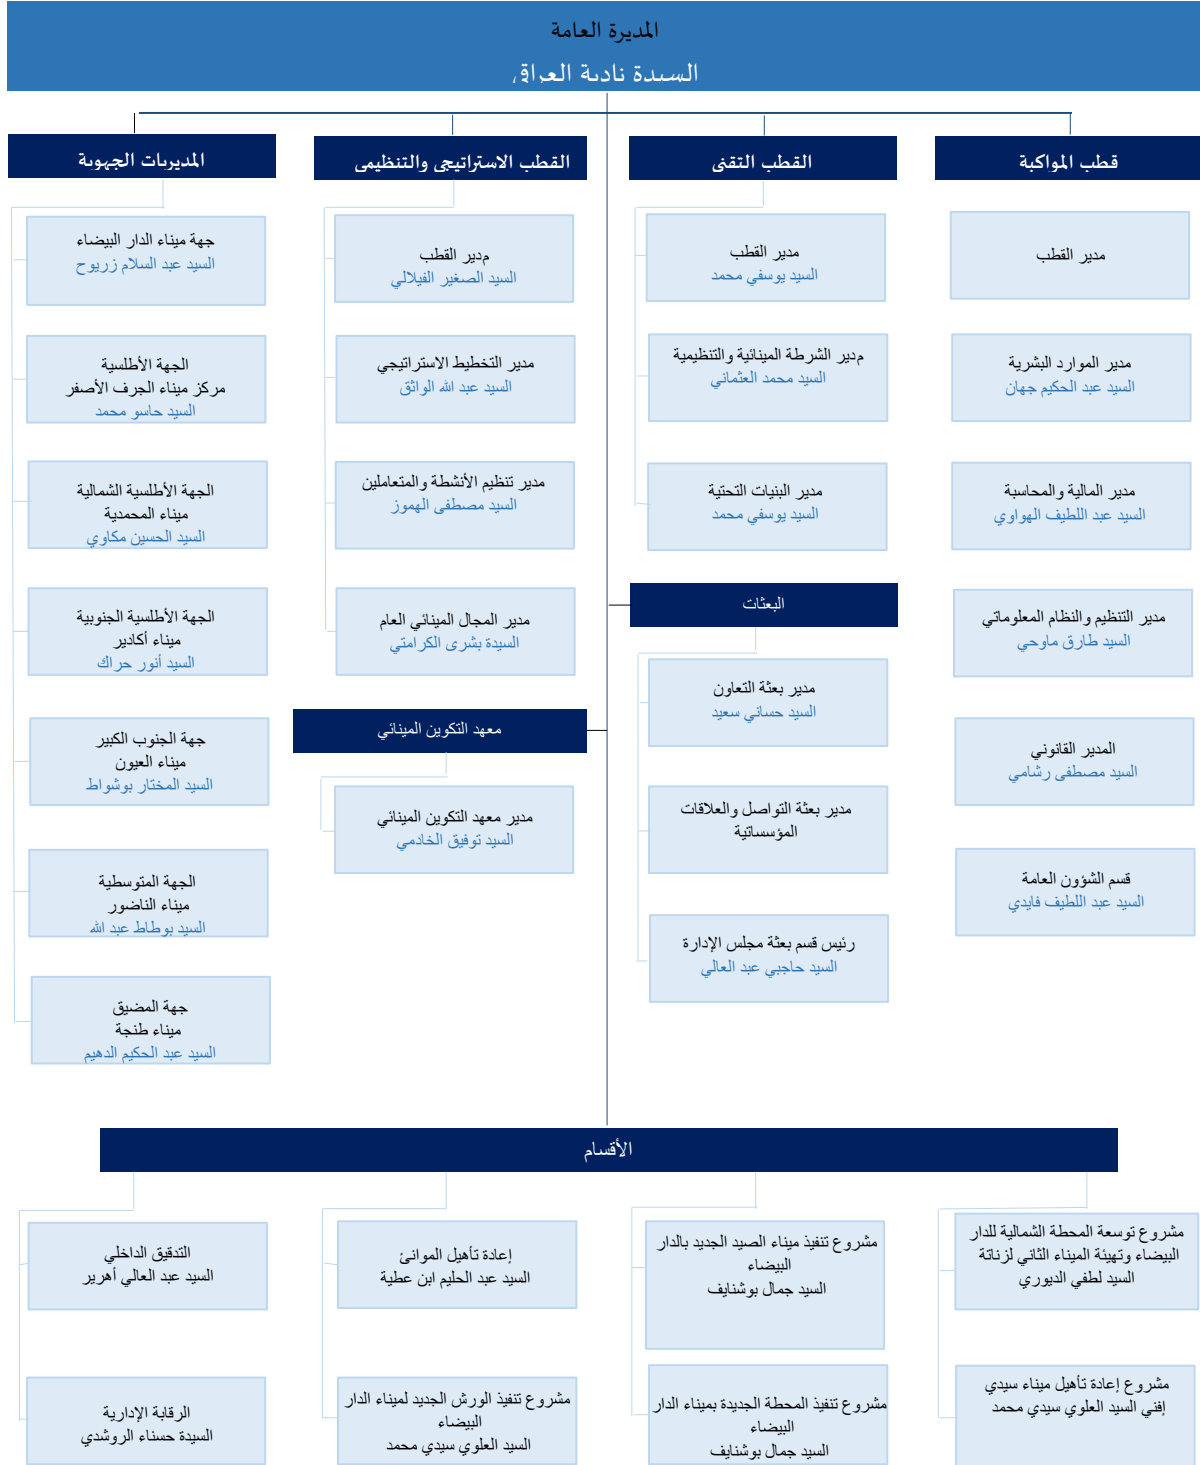 المديرة العامة
السيدة نادية العراقي
قطب المواكبة
مدير القطب
مدير الموارد البشرية
السيد عبد الحكيم جهان
مدير المالية والمحاسبة
السيد عبد اللطيف الهواوي
مدير التنظيم والنظام المعلوماتي
السيد طارق ماوحي
المدير القانوني
السيد مصطفى رشامي
قسم الشؤون العامة
السيد عبد اللطيف فايدي
القطب التقني
مدير القطب
السيد يوسفي محمد
مدير الشرطة المينائية والتنظيمية
السيد محمد العثماني
مدير البنيات التحتية
السيد يوسفي محمد
البعثات
مدير بعثة التعاون
السيد حساني سعيد
مدير بعثة التواصل والعلاقات
المؤسساتية
رئيس قسم بعثة مجلس الإدارة
السيد حاجبي عبد العالي
القطب الاستراتيجي والتنظيمي
مدير القطب
السيد الصغير الفيلالي
مدير التخطيط الاستراتيجي
السيد عبد الله الواثق
مدير تنظيم الأنشطة والمتعاملين
السيد مصطفى الهموز
مدير المجال المينائي العام
السيدة بشرى الكرامتي
معهد التكوين المينائي
مدير معهد التكوين المينائي
السيد توفيق الخادمي
المديريات الجهوية
جهة ميناء الدار البيضاء
السيد عبد السلام زريوح
الجهة الأطلسية
مركز ميناء الجرف الأصفر
السيد حاسو محمد
الجهة الأطلسية الشمالية
ميناء المحمدية
السيد الحسين مكاوي
الجهة الأطلسية الجنوبية
ميناء أكادير
السيد أنور حراك
جهة الجنوب الكبير
ميناء العيون
السيد المختار بوشواط
الجهة المتوسطية
ميناء الناضور
السيد بوطاط عبد الله
جهة المضيق
ميناء طنجة
السيد عبد الحكيم الدهيم
الأقسام
مشروع توسعة المحطة الشمالية للدار
البيضاء وتهيئة الميناء الثاني لزناتة
السيد لطفي الديوري
مشروع إعادة تأهيل ميناء سيدي
إفني السيد العلوي سيدي محمد
مشروع تنفيذ ميناء الصيد الجديد بالدار
البيضاء
السيد جمال بوشنايف
مشروع تنفيذ المحطة الجديدة بميناء الدار
البيضاء
السيد جمال بوشنايف
إعادة تأهيل الموانئ
السيد عبد الحليم ابن عطية
مشروع تنفيذ الورش الجديد لميناء الدار
البيضاء
السيد العلوي سيدي محمد
التدقيق الداخلي
السيد عبد العالي أهرير
الرقابة الإدارية
السيدة حسناء الروشدي